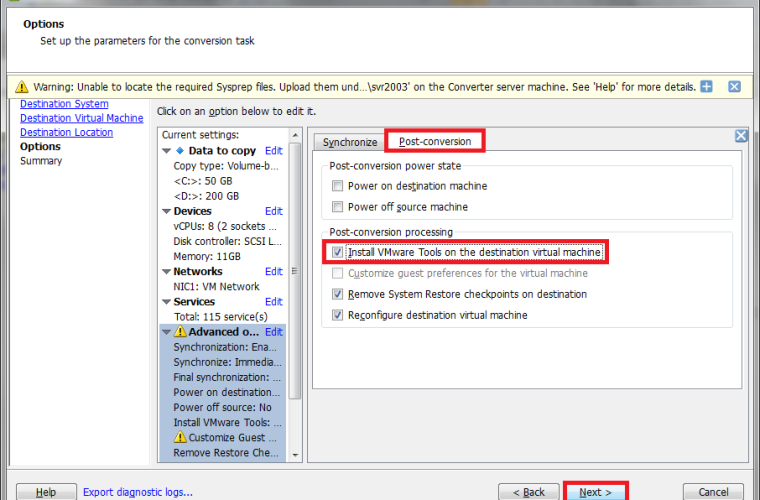 Options
Set up the parameters for the conversion task
Warning: Unable to locate the required Sysprep files. Upload them und...\svr2003' on the Converter server machine. See 'Help' for more details.
Destination System
Destination Virtual Machine
Destination Location
Options
Summary
Click on an option below to edit it.
Current settings:
Data to copy Edit
Copy type: Volume-b...
<C:>: 50 GB
<D:>: 200 GB
Devices Edit
vCPUs: 8 (2 sockets ...
Disk controller: SCSI L...
Memory: 11GB
Networks Edit
NIC1: VM Network
Services Edit
Total: 115 service(s)
Advanced o... Edit
Synchronization: Ena...
Synchronize: Immedia...
Final synchronization: ...
Power on destination...
Power off source: No
Install VMware Tools: ...
Customize Guest ...
Remove Restore Che...
Synchronize Post-conversion
Post-conversion power state
Power on destination machine
Power off source machine
Post-conversion processing
Install VMware Tools on the destination virtual machine
Customize guest preferences for the virtual machine
Remove System Restore checkpoints on destination
Reconfigure destination virtual machine
Help Export diagnostic logs... < Back Next > Cancel